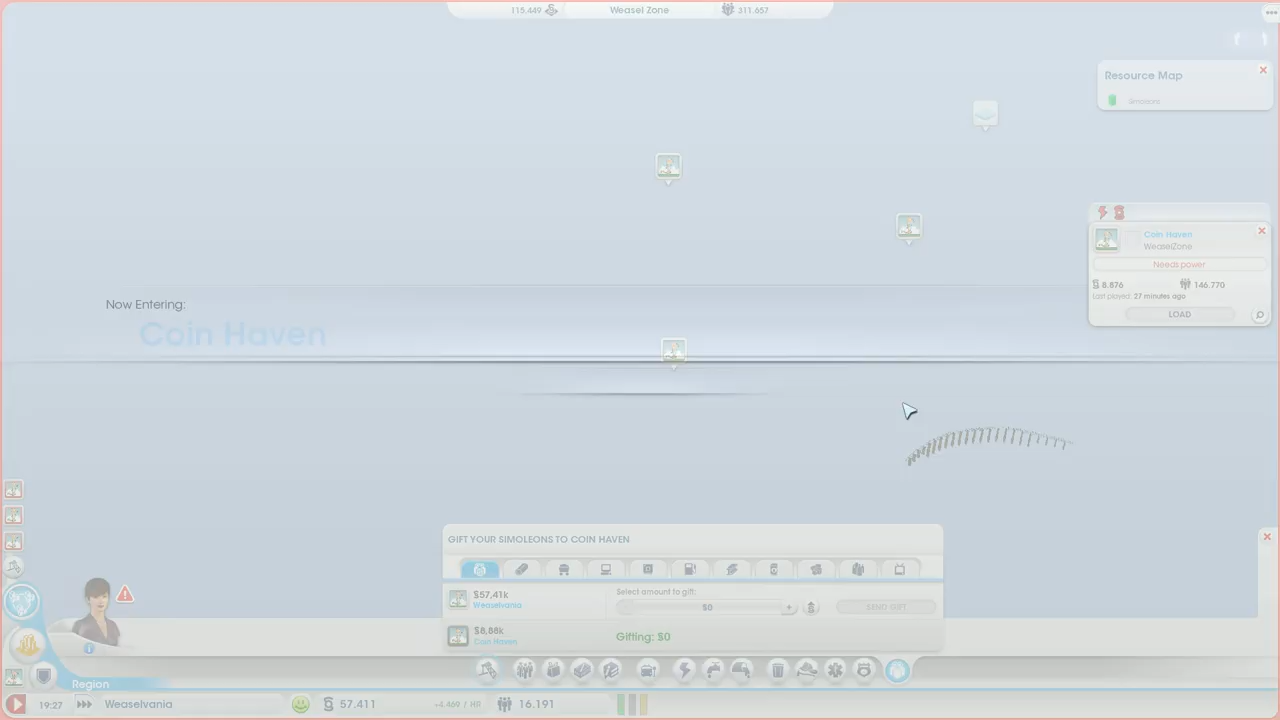 115.449
Weasel Zone
311.657
Resource Map
Simoleons
Coin Haven
WeaselZone
Needs power
8.876
146.770
Last played: 27 minutes ago
LOAD
Now Entering:
Coin Haven
GIFT YOUR SIMOLEONS TO COIN HAVEN
$57,41k
Weaselvania
Select amount to gift:
$0
SEND GIFT
$8,88k
Coin Haven
Gifting: $0
Region
19:27
Weaselvania
57.411
+4.469 / HR
16.191